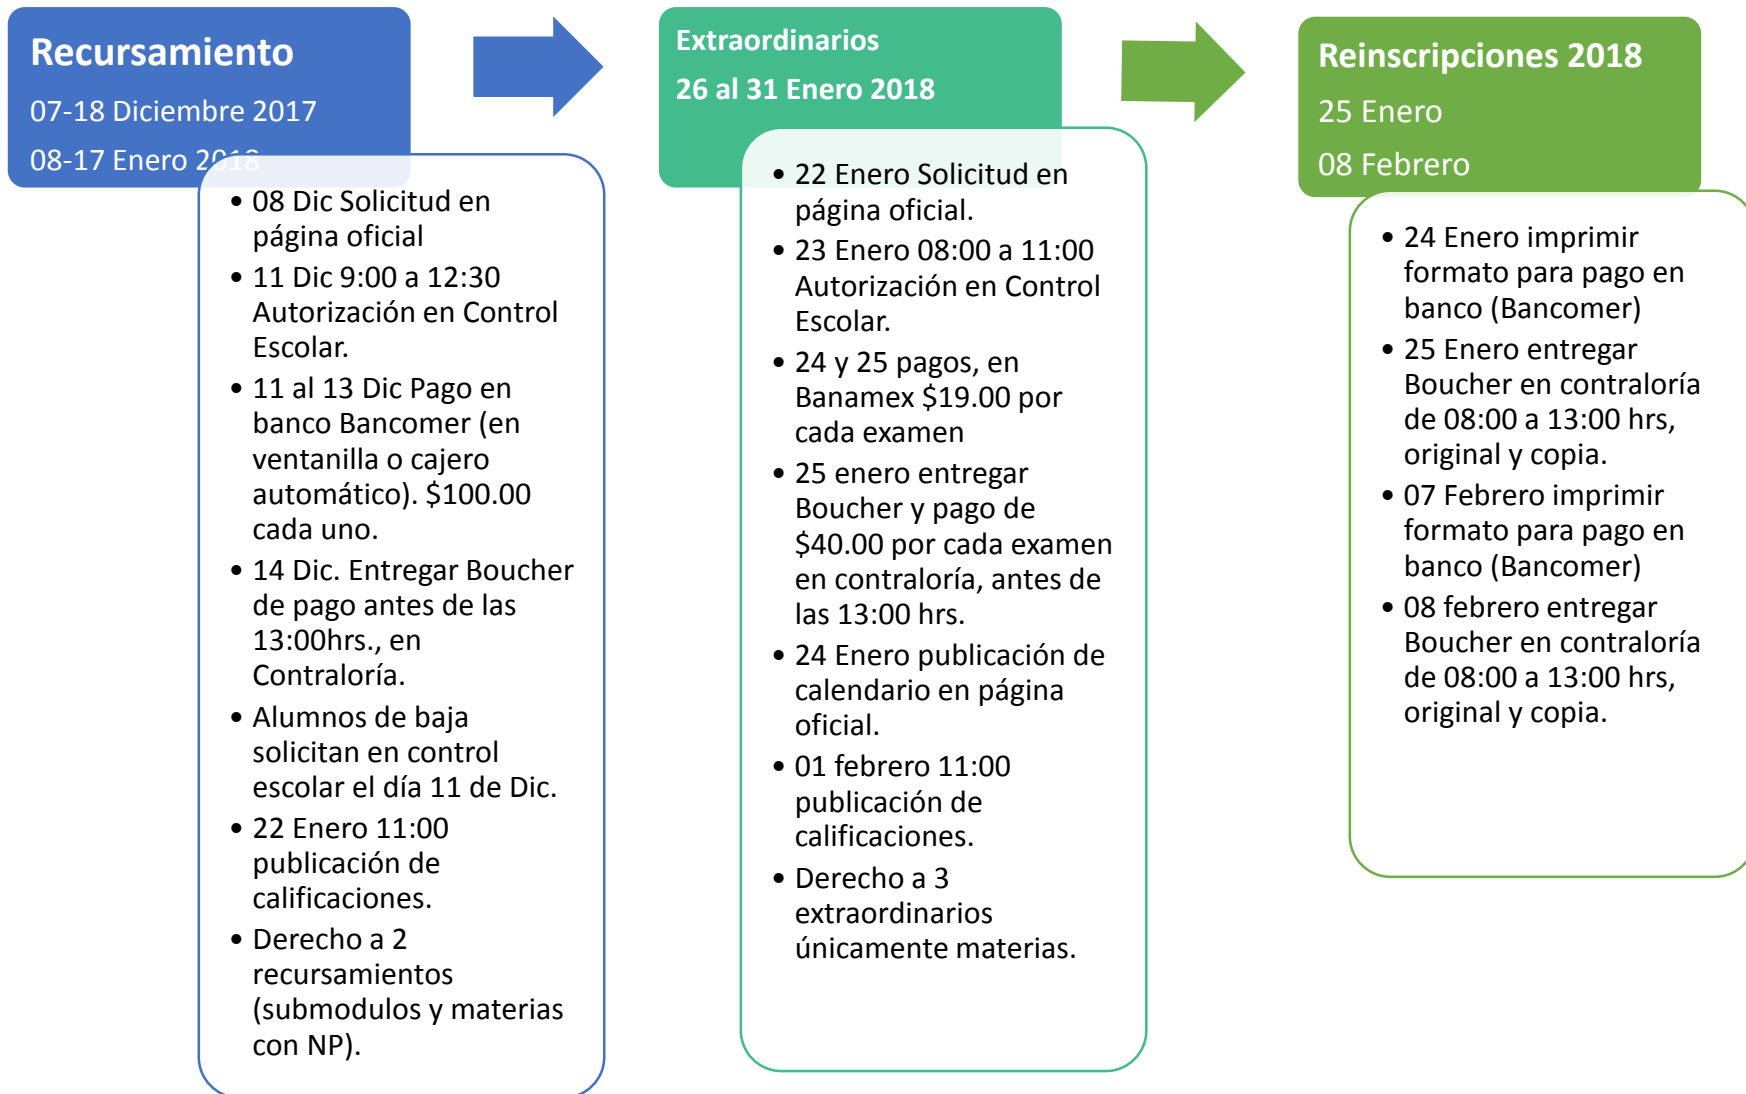 Recursamiento
07-18 Diciembre 2017
08-17 Enero 2018
• 08 Dic Solicitud en
página oficial
• 11 Dic 9:00 a 12:30
Autorización en Control
Escolar.
• 11 al 13 Dic Pago en
banco Bancomer (en
ventanilla o cajero
automático). $100.00
cada uno.
• 14 Dic. Entregar Boucher
de pago antes de las
13:00hrs., en
Contraloría.
• Alumnos de baja
solicitan en control
escolar el día 11 de Dic.
• 22 Enero 11:00
publicación de
calificaciones.
• Derecho a 2
recursamientos
(submodulos y materias
con NP).
Extraordinarios
26 al 31 Enero 2018
• 22 Enero Solicitud en
página oficial.
• 23 Enero 08:00 a 11:00
Autorización en Control
Escolar.
• 24 y 25 pagos, en
Banamex $19.00 por
cada examen
• 25 enero entregar
Boucher y pago de
$40.00 por cada examen
en contraloría, antes de
las 13:00 hrs.
• 24 Enero publicación de
calendario en página
oficial.
• 01 febrero 11:00
publicación de
calificaciones.
• Derecho a 3
extraordinarios
únicamente materias.
Reinscripciones 2018
25 Enero
08 Febrero
• 24 Enero imprimir
formato para pago en
banco (Bancomer)
• 25 Enero entregar
Boucher en contraloría
de 08:00 a 13:00 hrs,
original y copia.
• 07 Febrero imprimir
formato para pago en
banco (Bancomer)
• 08 febrero entregar
Boucher en contraloría
de 08:00 a 13:00 hrs,
original y copia.